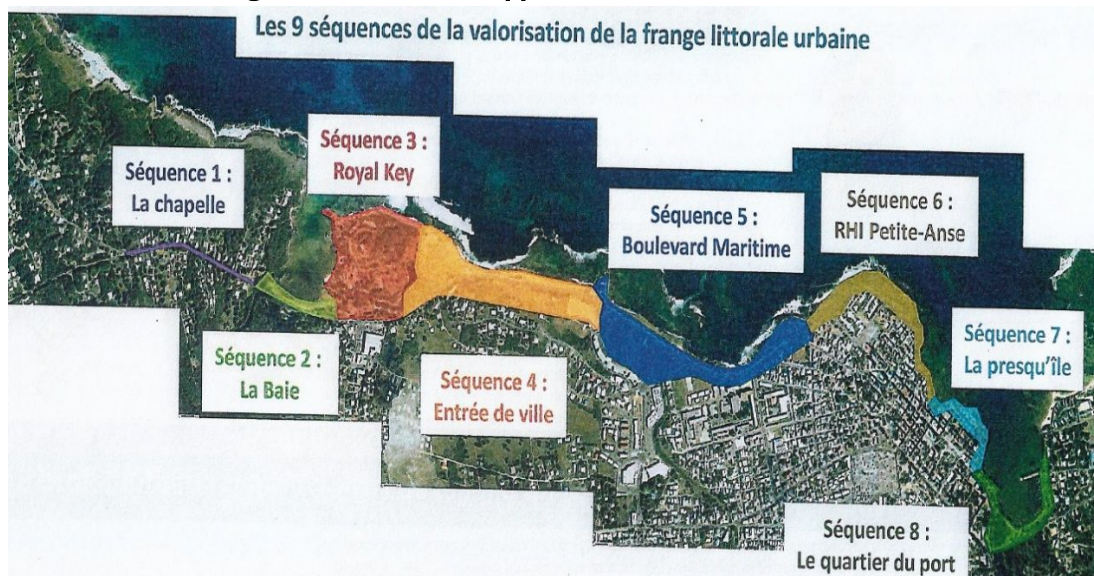 Les 9 séquences de la valorisation de la frange littorale urbaine
Séquence 1 :
La chapelle
Séquence 2 :
La Baie
Séquence 3 :
Royal Key
Séquence 4 :
Entrée de ville
Séquence 5 :
Boulevard Maritime
Séquence 6 :
RHI Petite-Anse
Séquence 7 :
La presqu'île
Séquence 8 :
Le quartier du port